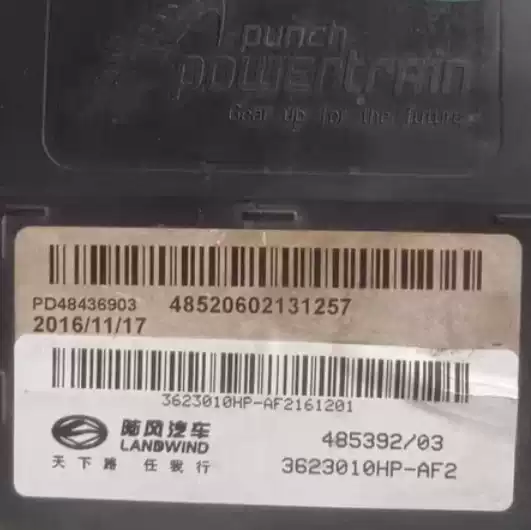 punch
powertrain
Gear up for the future
PD48436903 48520602131257
2016/11/17
3623010HP-AF2161201
陆风汽车
LANDWIND
天下路 任我行
485392/03
3623010HP-AF2